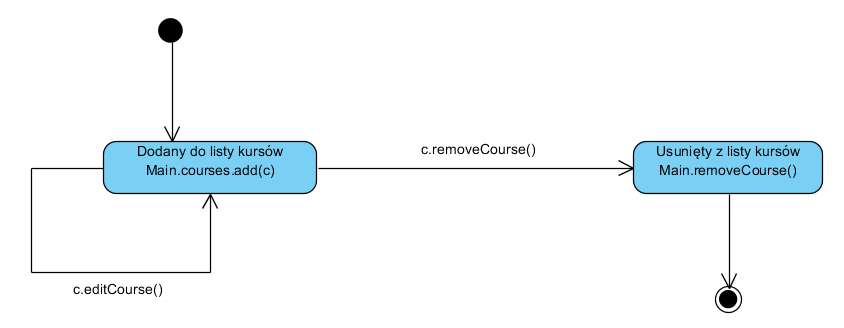 Dodany do listy kursów
Main.courses.add(c)
c.removeCourse()
Usunięty z listy kursów
Main.removeCourse()
c.editCourse()